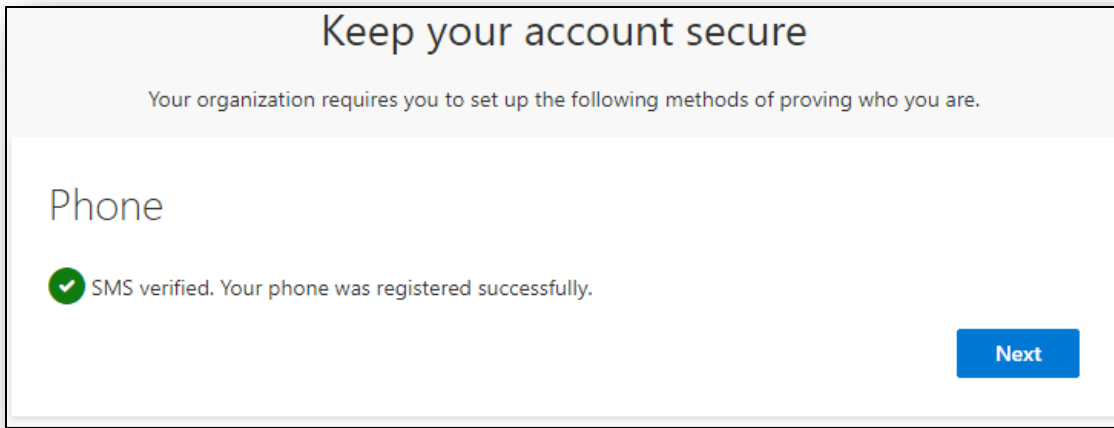 Keep your account secure
Your organization requires you to set up the following methods of proving who you are.
Phone
SMS verified. Your phone was registered successfully.
Next